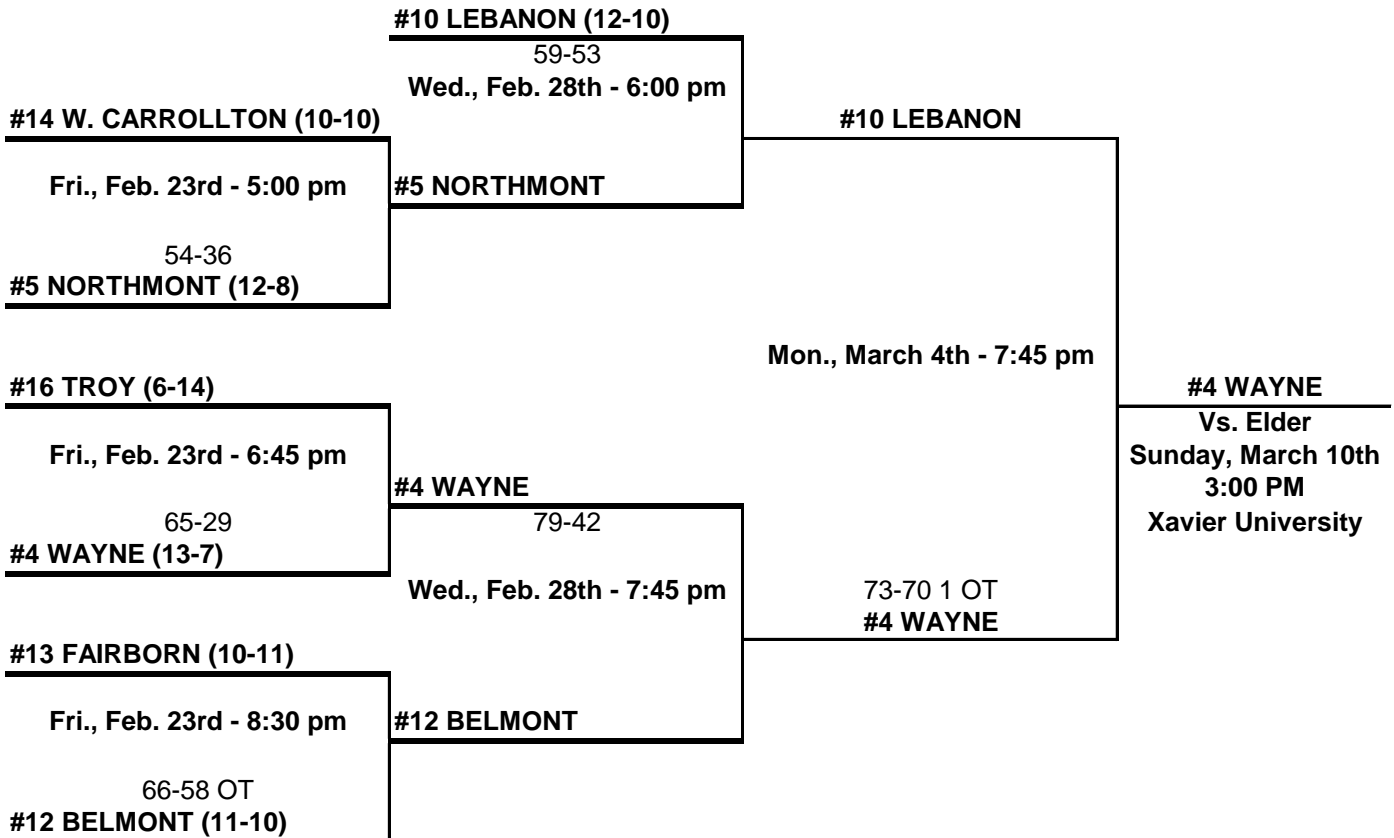 #10 LEBANON (12-10)
59-53
Wed., Feb. 28th - 6:00 pm
#14 W. CARROLLTON (10-10)
#10 LEBANON
Fri., Feb. 23rd - 5:00 pm
#5 NORTHMONT
54-36
#5 NORTHMONT (12-8)
Mon., March 4th - 7:45 pm
#16 TROY (6-14)
#4 WAYNE
Vs. Elder
Fri., Feb. 23rd - 6:45 pm
Sunday, March 10th
#4 WAYNE
3:00 PM
65-29
79-42
Xavier University
#4 WAYNE (13-7)
Wed., Feb. 28th - 7:45 pm
73-70 1 OT
#4 WAYNE
#13 FAIRBORN (10-11)
Fri., Feb. 23rd - 8:30 pm
#12 BELMONT
66-58 OT
#12 BELMONT (11-10)